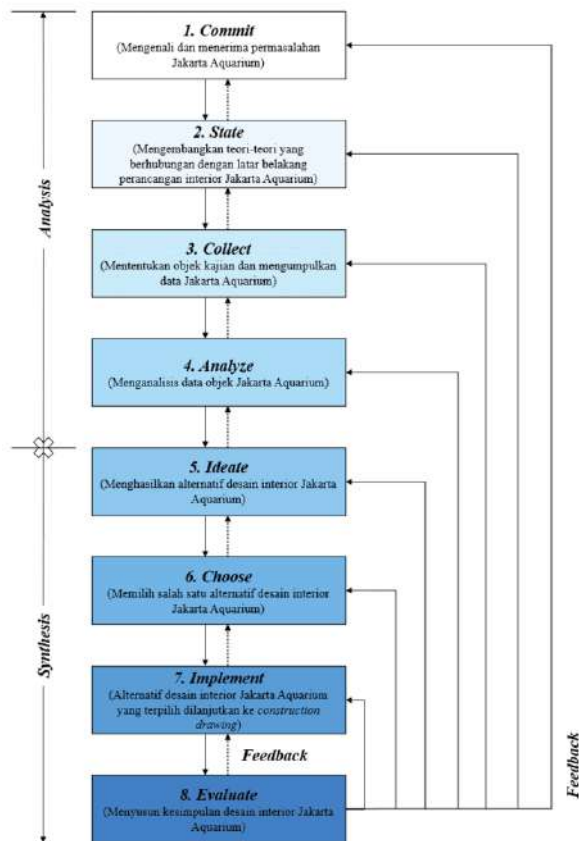 1. Commit
(Mengenali dan menerima permasalahan
Jakarta Aquarium)
2. State
(Mengembangkan teori-teori yang
berhubungan dengan latar belakang
perancangan interior Jakarta Aquarium)
3. Collect
(Mententukan objek kajian dan mengumpulkan
data Jakarta Aquarium)
4. Analyze
(Menganalisis data objek Jakarta Aquarium)
5. Ideate
(Menghasilkan alternatif desain interior Jakarta
Aquarium)
6. Choose
(Memilih salah satu alternatif desain interior
Jakarta Aquarium)
7. Implement
(Alternatif desain interior Jakarta Aquarium
yang terpilih dilanjutkan ke construction
drawing)
Feedback
8. Evaluate
(Menyusun kesimpulan desain interior Jakarta
Aquarium)
Analysis
Synthesis
Feedback